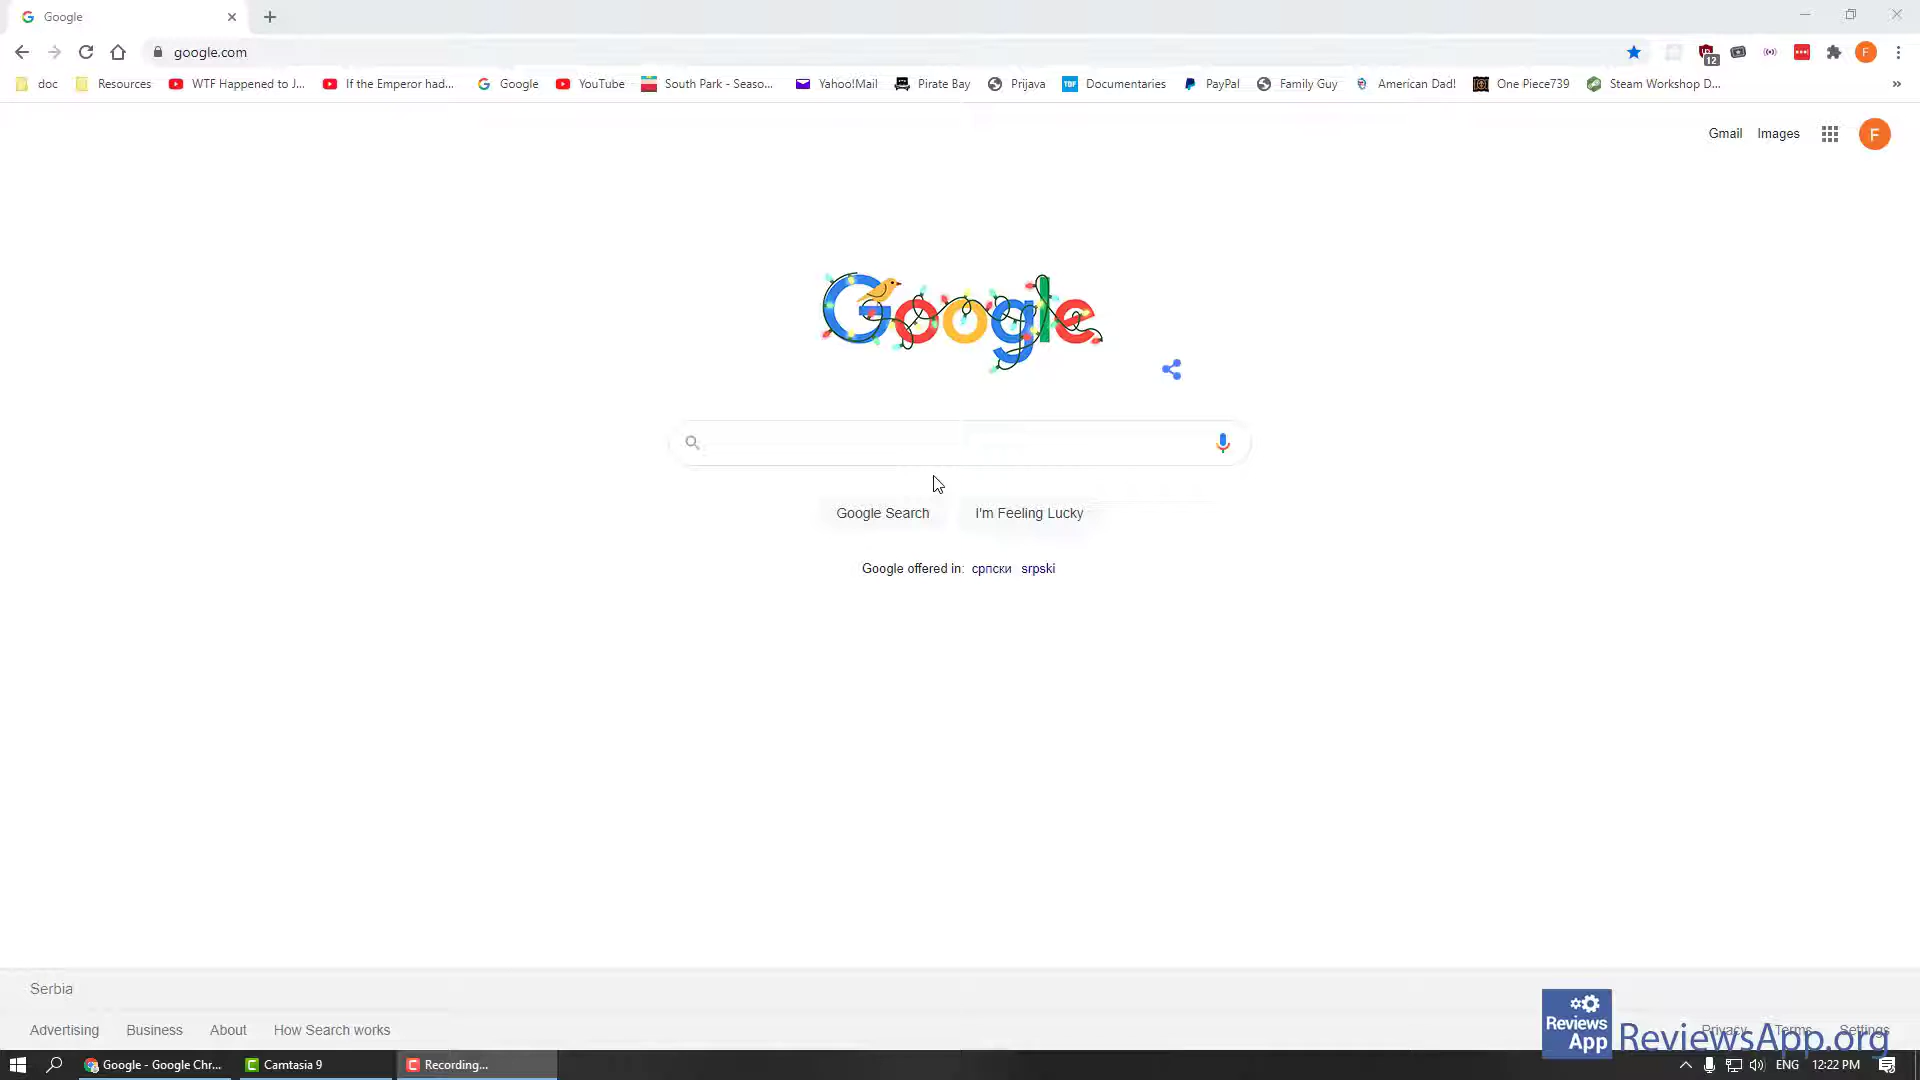 Google
google.com
12
F
doc
Resources
WTF Happened to J...
If the Emperor had...
Google
YouTube
South Park - Seaso...
Yahoo!Mail
Pirate Bay
Prijava
TDF
Documentaries
PayPal
Family Guy
American Dad!
One Piece739
Steam Workshop D...
»
Gmail
Images
F
Google
Google Search
I'm Feeling Lucky
Google offered in: српски srpski
Serbia
Advertising
Business
About
How Search works
Privacy
Terms
Settings
Reviews
App
ReviewsApp.org
Google - Google Chr...
Camtasia 9
Recording...
ENG
12:22 PM